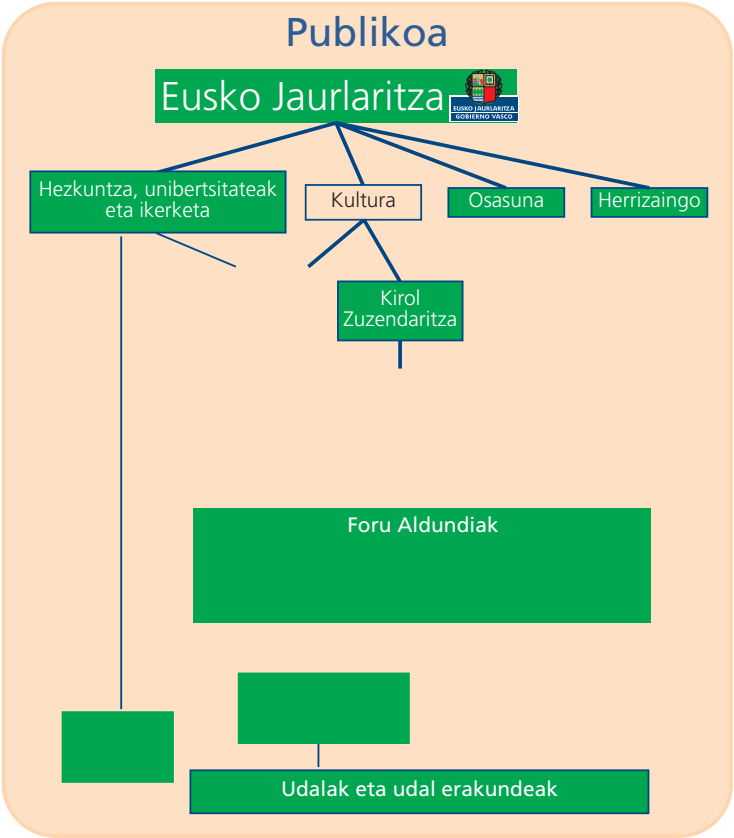 Publikoa
Eusko Jaurlaritza
EUSKO JAURLARITZA
GOBIERNO VASCO
Hezkuntza, unibertsitateak
eta ikerketa
Kultura
Osasuna
Herrizaingo
Kirol
Zuzendaritza
Foru Aldundiak
Udalak eta udal erakundeak